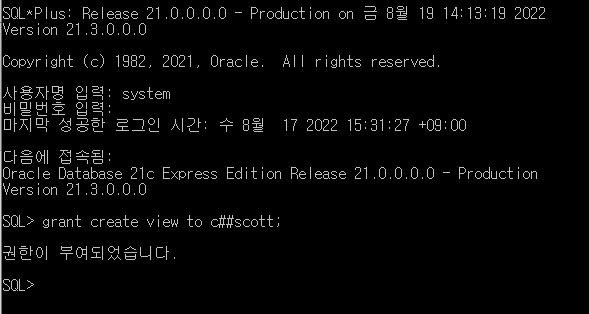 SQL*Plus: Release 21.0.0.0.0 - Production on 금 8월 19 14:13:19 2022
Version 21.3.0.0.0
Copyright (c) 1982, 2021, Oracle.  All rights reserved.
사용자명 입력: system
비밀번호 입력:
마지막 성공한 로그인 시간: 수 8월  17 2022 15:31:27 +09:00
다음에 접속됨:
Oracle Database 21c Express Edition Release 21.0.0.0.0 - Production
Version 21.3.0.0.0
SQL> grant create view to c##scott;
권한이 부여되었습니다.
SQL>